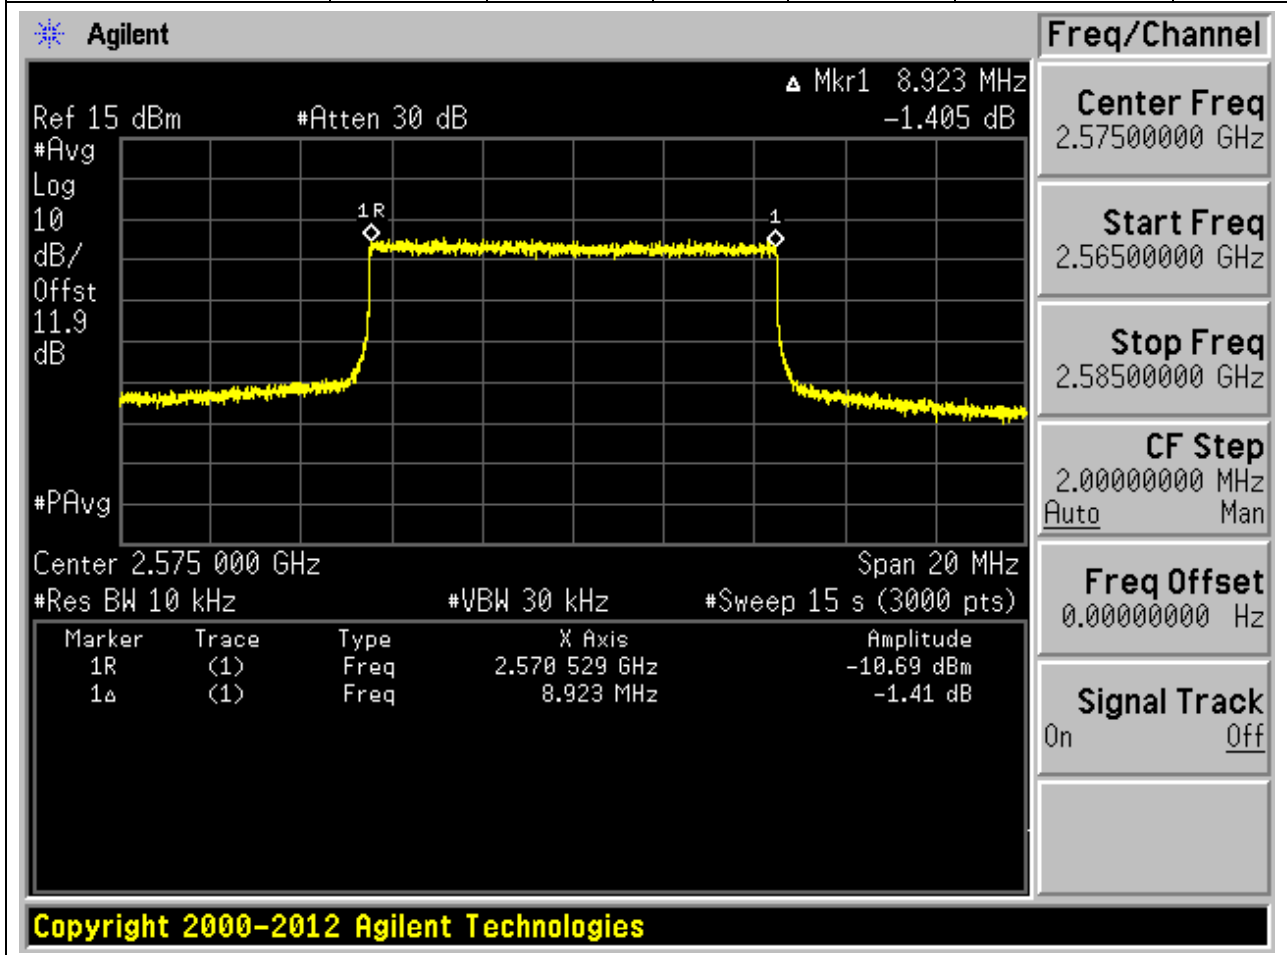 Agilent
Freq/Channel
Δ Mkr1 8.923 MHz
Ref 15 dBm #Atten 30 dB -1.405 dB
#Avg
Log
10
dB/
Offst
11.9
dB
1R
1
#PAvg
Center 2.575 000 GHz Span 20 MHz
#Res BW 10 kHz #VBW 30 kHz #Sweep 15 s (3000 pts)
Marker Trace Type X Axis Amplitude
1R (1) Freq 2.570 529 GHz -10.69 dBm
1Δ (1) Freq 8.923 MHz -1.41 dB
Center Freq
2.57500000 GHz
Start Freq
2.56500000 GHz
Stop Freq
2.58500000 GHz
CF Step
2.00000000 MHz
Auto Man
Freq Offset
0.00000000 Hz
Signal Track
On Off
Copyright 2000-2012 Agilent Technologies